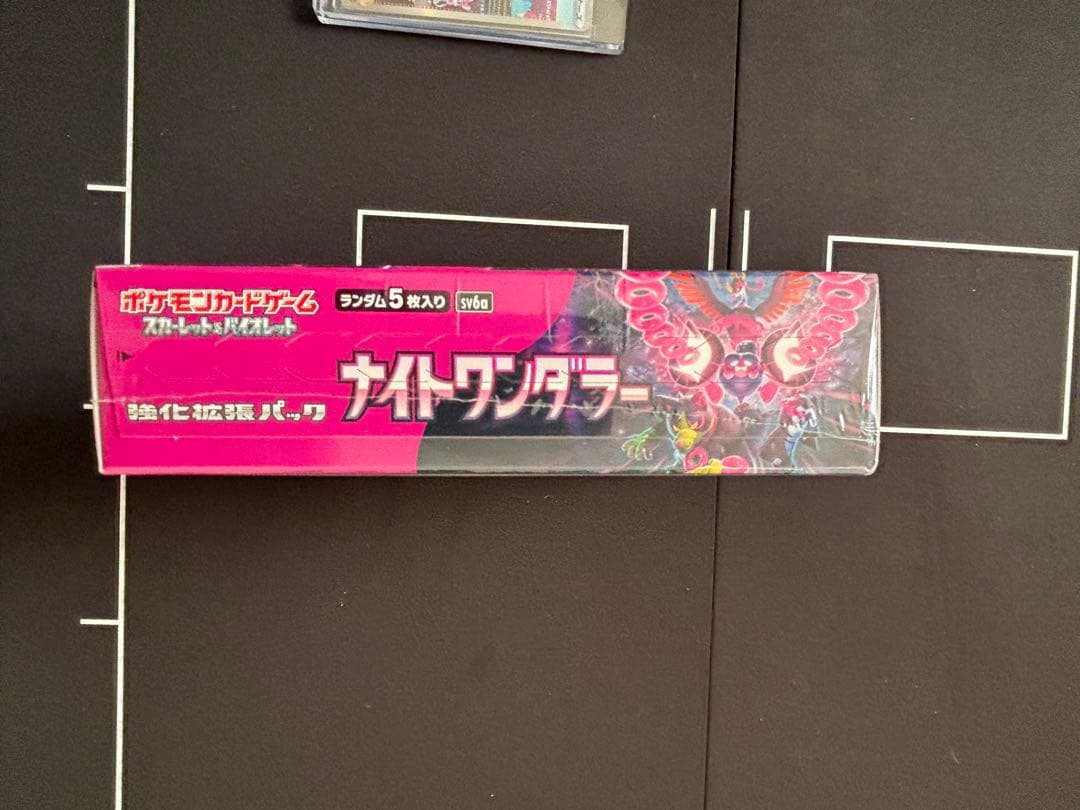 ポケモンカードゲーム
スカーレット&バイオレット
ランダム5枚入り
sv6a
ナイトワンダラー
強化拡張パック